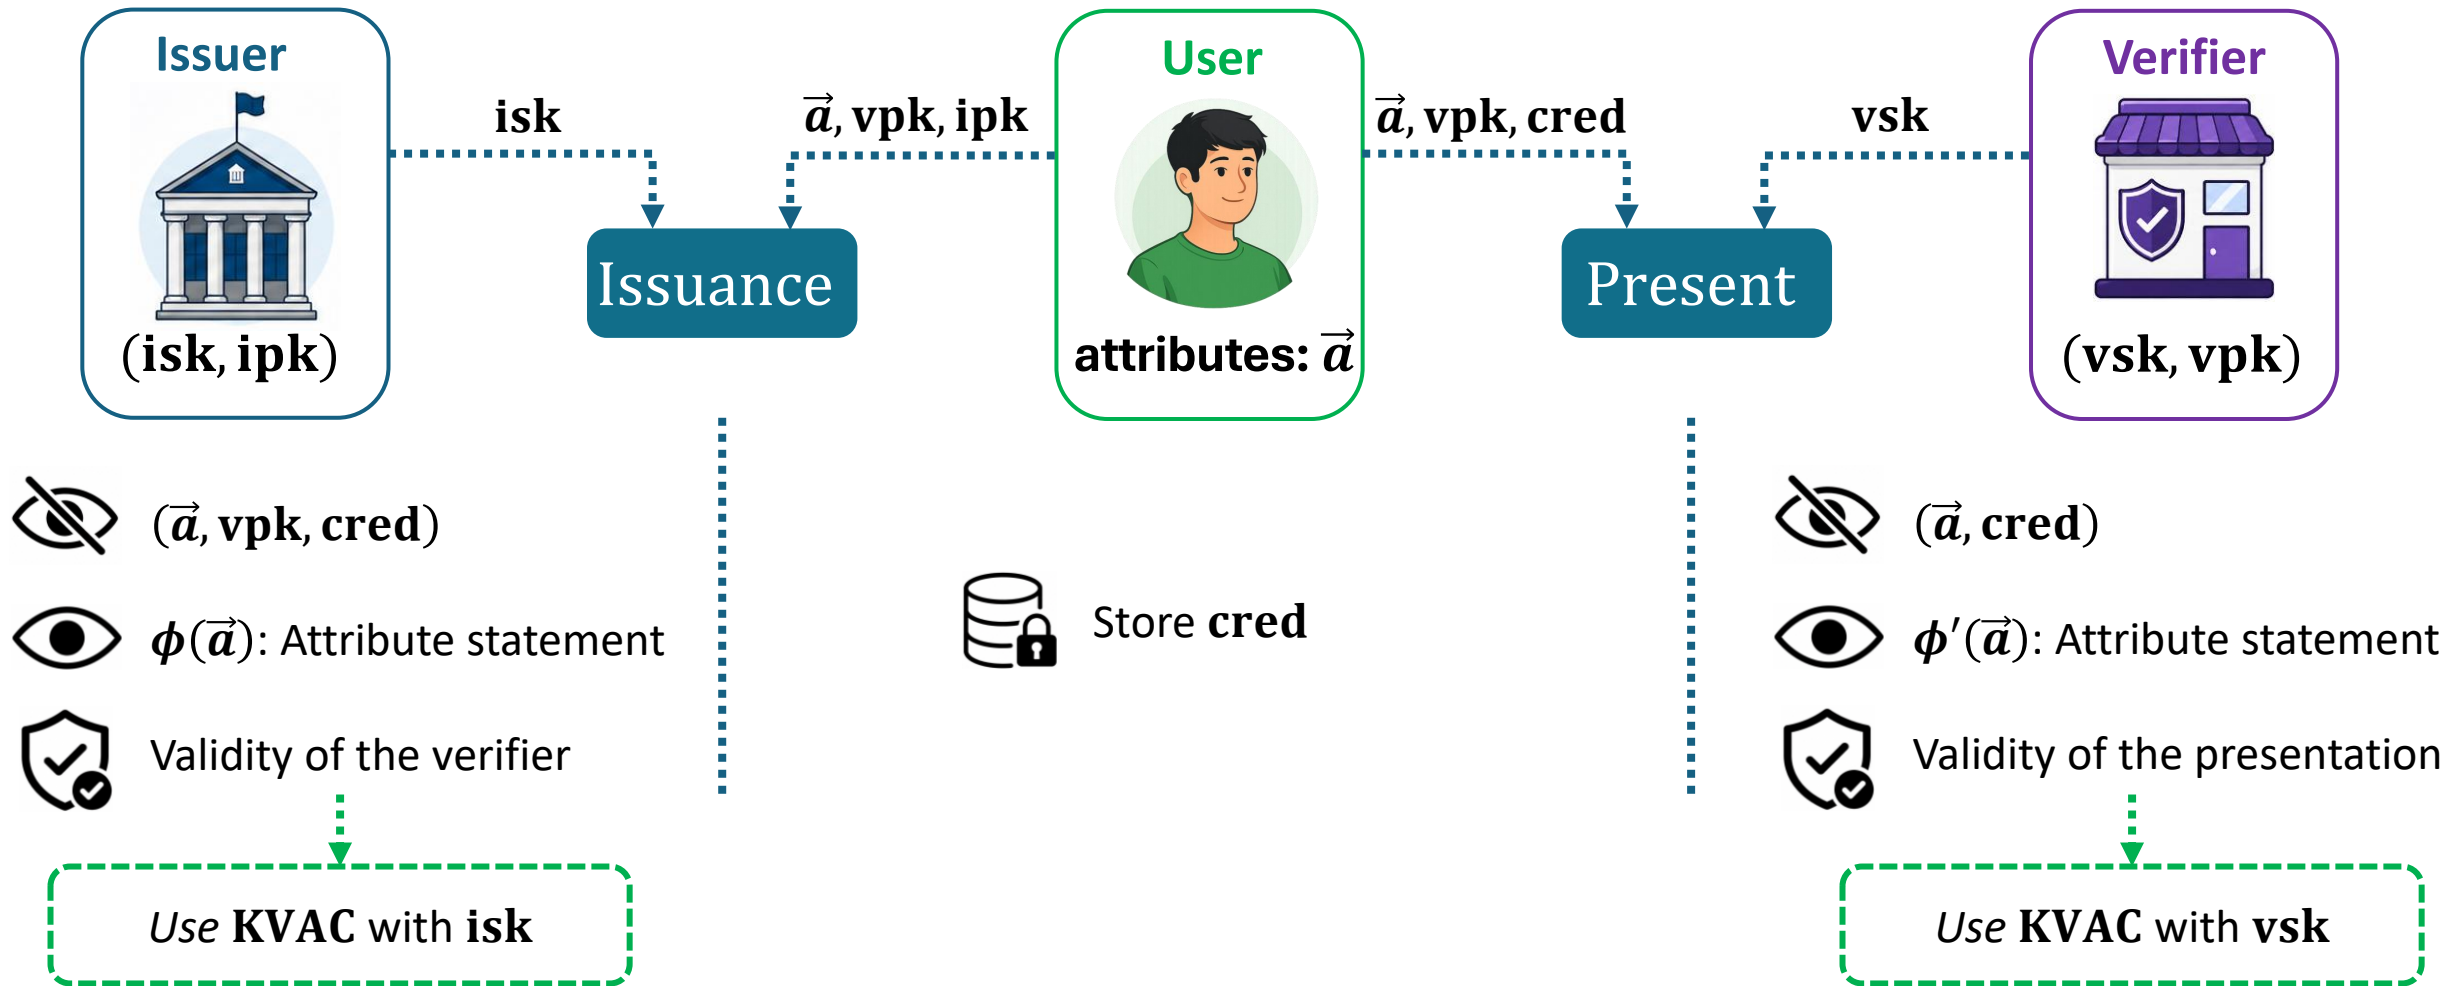 Issuer
User
Verifier
isk
a⃗, vpk, ipk
a⃗, vpk, cred
vsk
Issuance
Present
(isk, ipk)
attributes: a⃗
(vsk, vpk)
(a⃗, vpk, cred)
ϕ(a⃗): Attribute statement
Validity of the verifier
Use KVAC with isk
Store cred
(a⃗, cred)
ϕ′(a⃗): Attribute statement
Validity of the presentation
Use KVAC with vsk